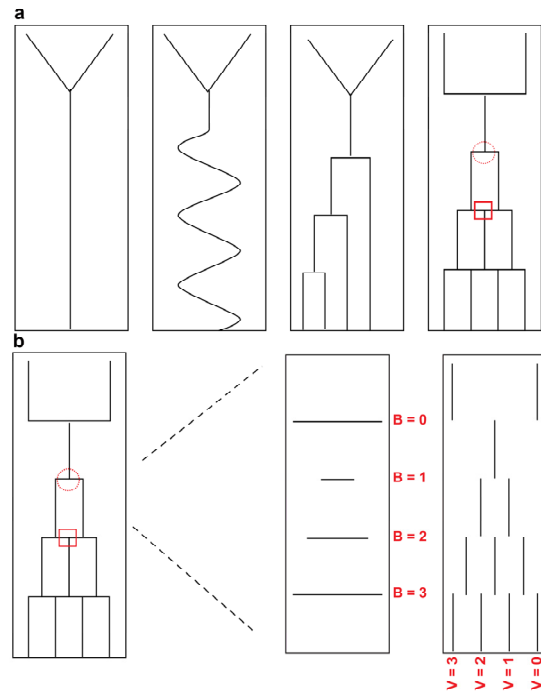 a
b
B = 0
B = 1
B = 2
B = 3
V = 3
V = 2
V = 1
V = 0